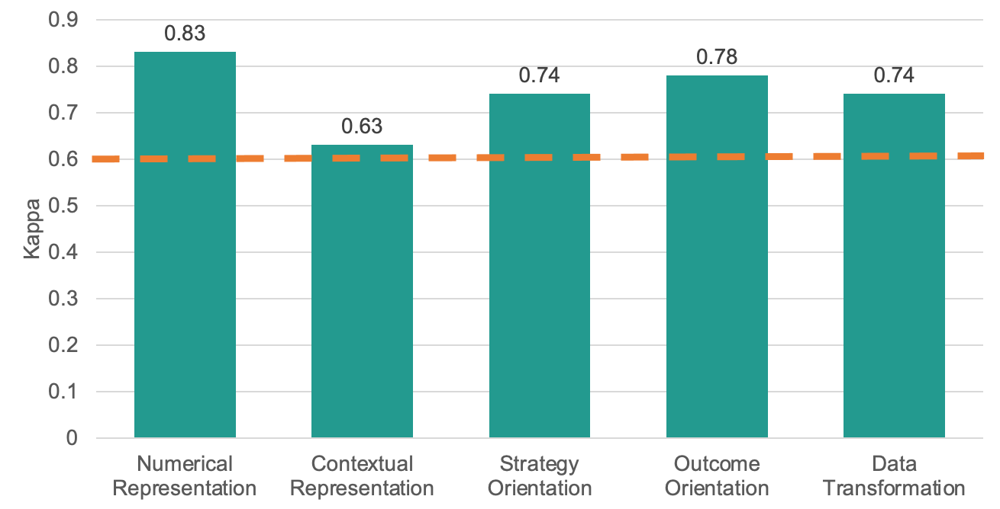 0.9
0.8
0.7
0.6
0.5
0.4
0.3
0.2
0.1
0
Kappa
0.83
0.63
0.74
0.78
0.74
Numerical
Representation
Contextual
Representation
Strategy
Orientation
Outcome
Orientation
Data
Transformation